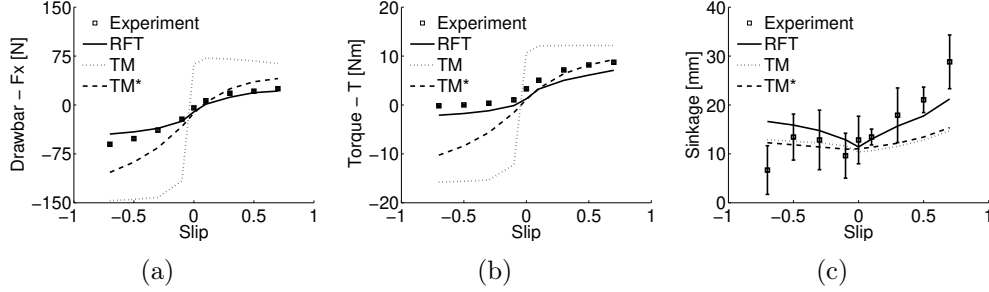 Drawbar – Fx [N]
150
75
0
−75
−150
□ Experiment
RFT
TM
TM*
−1
−0.5
0
0.5
1
Slip
(a)
Torque – T [Nm]
20
10
0
−10
−20
Experiment
RFT
TM
TM*
−1
−0.5
0
0.5
1
Slip
(b)
Sinkage [mm]
40
30
20
10
0
Experiment
RFT
TM
TM*
−1
−0.5
0
0.5
1
Slip
(c)